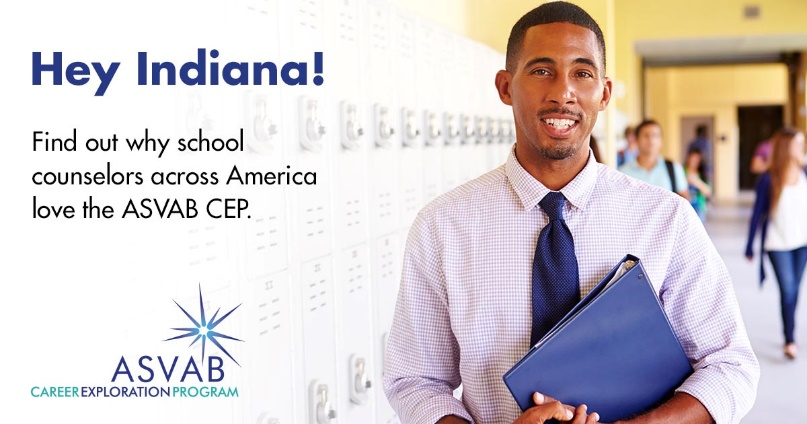 Hey Indiana!
Find out why school
counselors across America
love the ASVAB CEP.
ASVAB
CAREER EXPLORATION PROGRAM